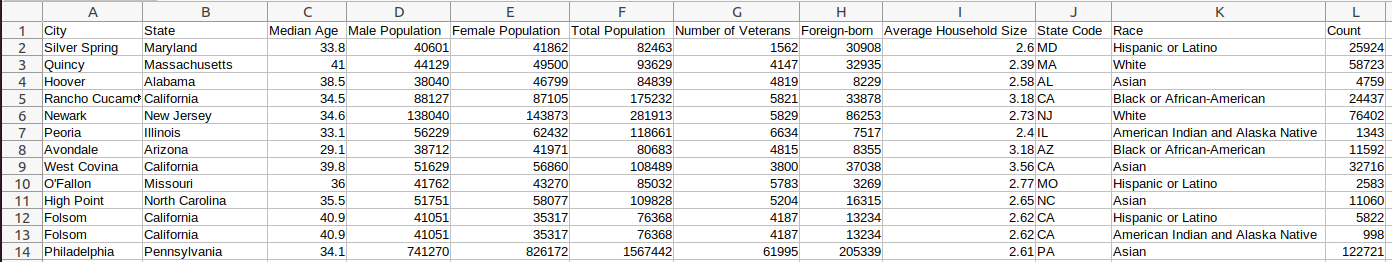 A B C D E F G H I J K L
1 City State Median Age Male Population Female Population Total Population Number of Veterans Foreign-born Average Household Size State Code Race Count
2 Silver Spring Maryland 33.8 40601 41862 82463 1562 30908 2.6 MD Hispanic or Latino 25924
3 Quincy Massachusetts 41 44129 49500 93629 4147 32935 2.39 MA White 58723
4 Hoover Alabama 38.5 38040 46799 84839 4819 8229 2.58 AL Asian 4759
5 Rancho Cucamo California 34.5 88127 87105 175232 5821 33878 3.18 CA Black or African-American 24437
6 Newark New Jersey 34.6 138040 143873 281913 5829 86253 2.73 NJ White 76402
7 Peoria Illinois 33.1 56229 62432 118661 6634 7517 2.4 IL American Indian and Alaska Native 1343
8 Avondale Arizona 29.1 38712 41971 80683 4815 8355 3.18 AZ Black or African-American 11592
9 West Covina California 39.8 51629 56860 108489 3800 37038 3.56 CA Asian 32716
10 O'Fallon Missouri 36 41762 43270 85032 5783 3269 2.77 MO Hispanic or Latino 2583
11 High Point North Carolina 35.5 51751 58077 109828 5204 16315 2.65 NC Asian 11060
12 Folsom California 40.9 41051 35317 76368 4187 13234 2.62 CA Hispanic or Latino 5822
13 Folsom California 40.9 41051 35317 76368 4187 13234 2.62 CA American Indian and Alaska Native 998
14 Philadelphia Pennsylvania 34.1 741270 826172 1567442 61995 205339 2.61 PA Asian 122721